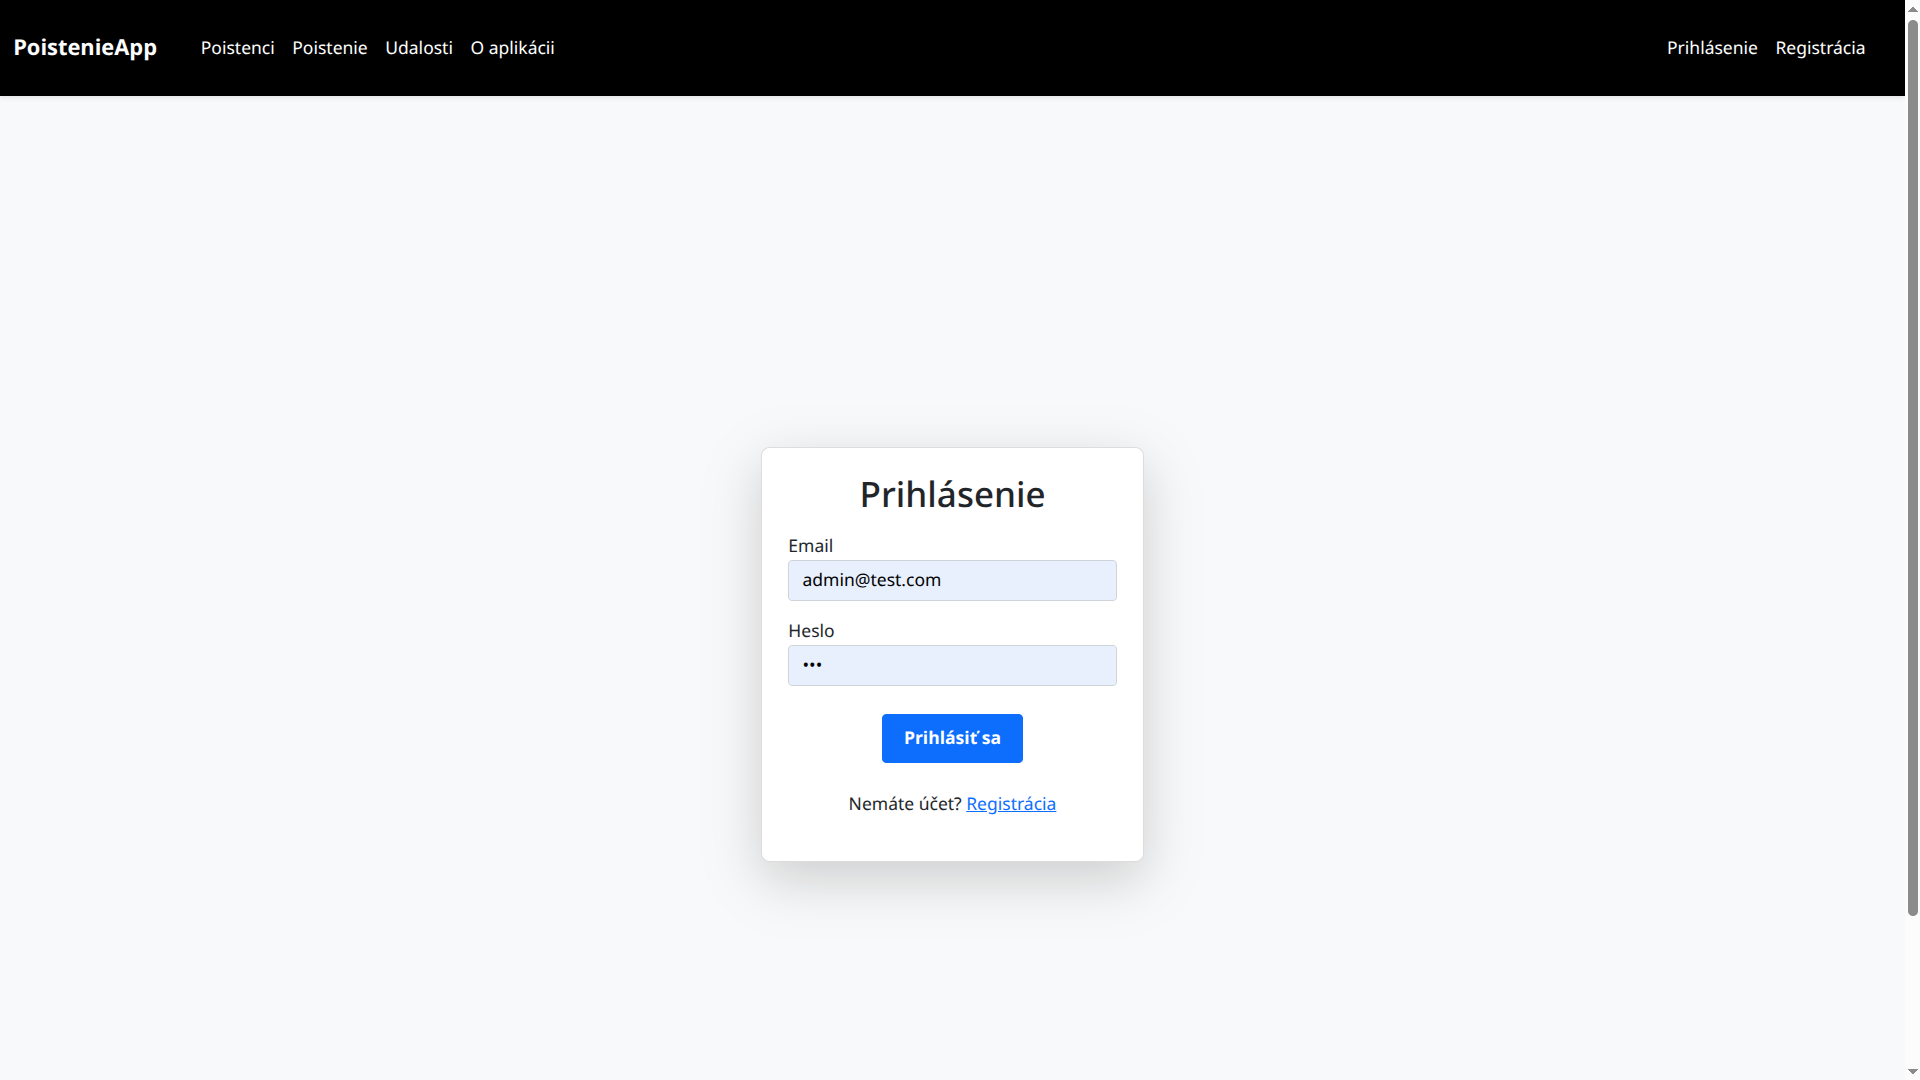 PoistenieApp Poistenci Poistenie Udalosti O aplikácii Prihlásenie Registrácia
Prihlásenie
Email
admin@test.com
Heslo
•••
Prihlásiť sa
Nemáte účet? Registrácia